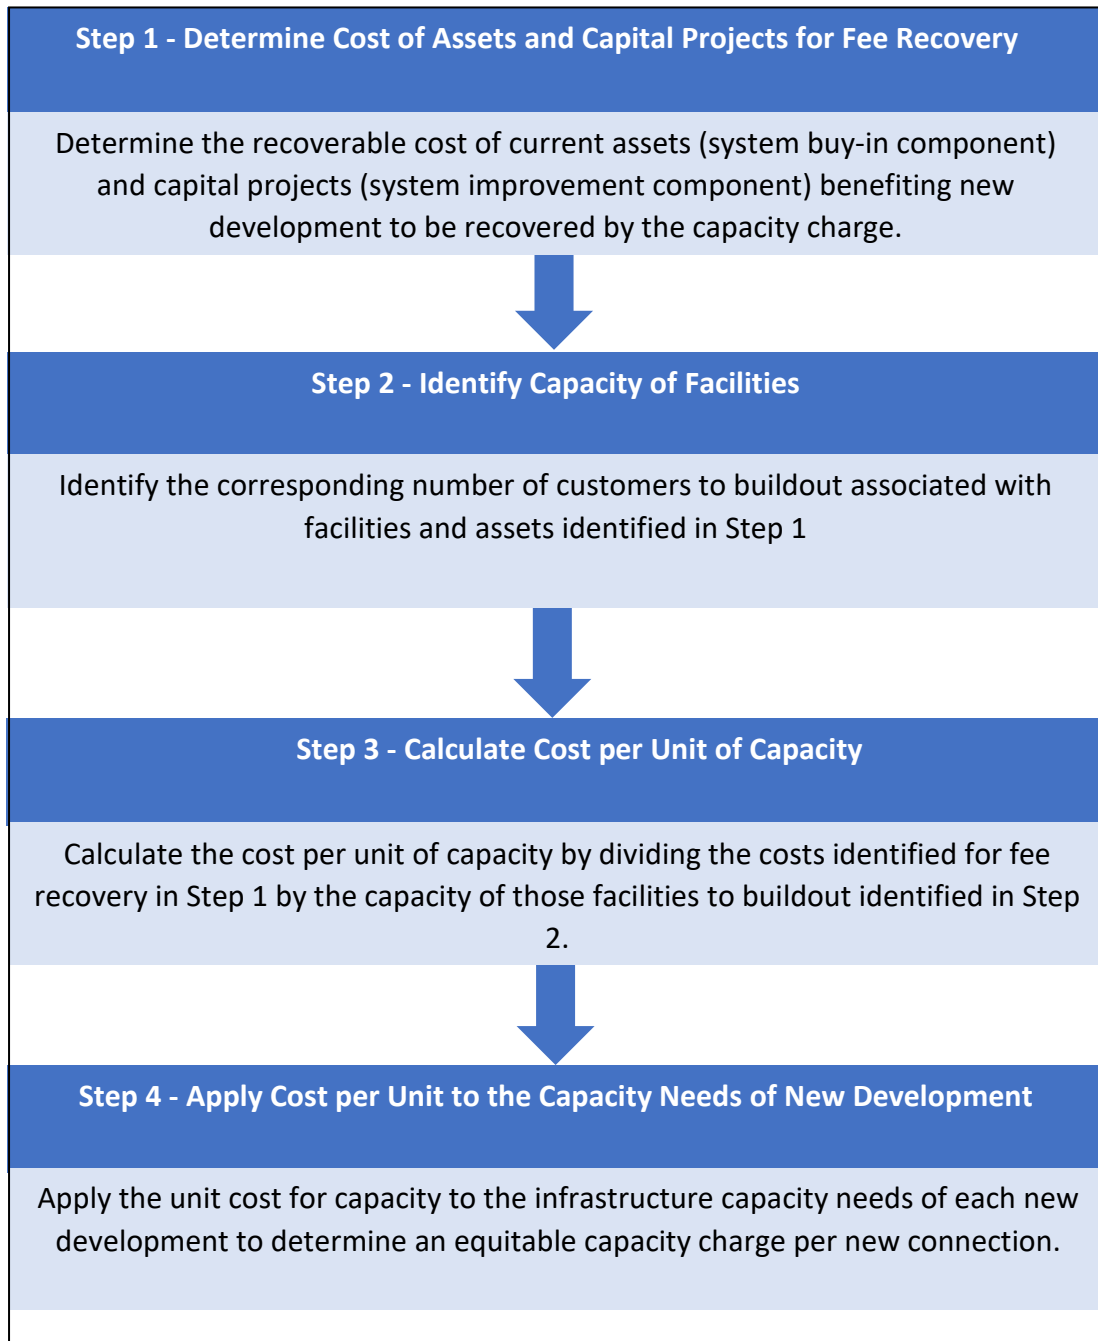 Step 1 - Determine Cost of Assets and Capital Projects for Fee Recovery
Determine the recoverable cost of current assets (system buy-in component)
and capital projects (system improvement component) benefiting new
development to be recovered by the capacity charge.
Step 2 - Identify Capacity of Facilities
Identify the corresponding number of customers to buildout associated with
facilities and assets identified in Step 1
Step 3 - Calculate Cost per Unit of Capacity
Calculate the cost per unit of capacity by dividing the costs identified for fee
recovery in Step 1 by the capacity of those facilities to buildout identified in Step
2.
Step 4 - Apply Cost per Unit to the Capacity Needs of New Development
Apply the unit cost for capacity to the infrastructure capacity needs of each new
development to determine an equitable capacity charge per new connection.